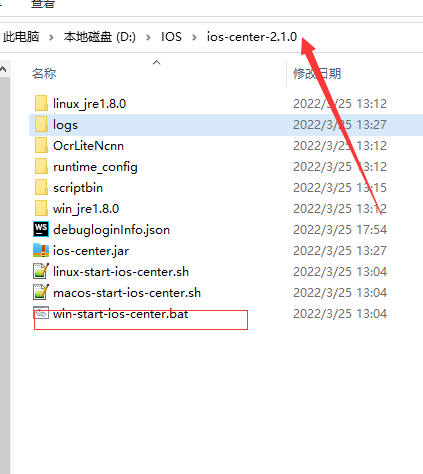 查看
此电脑 › 本地磁盘 (D:) › IOS › ios-center-2.1.0
名称 修改日期
linux_jre1.8.0 2022/3/25 13:12
logs 2022/3/25 13:27
OcrLiteNcnn 2022/3/25 13:12
runtime_config 2022/3/25 13:12
scriptbin 2022/3/25 13:15
win_jre1.8.0 2022/3/25 13:12
WS debugloginInfo.json 2022/3/25 17:54
ios-center.jar 2022/3/25 13:27
linux-start-ios-center.sh 2022/3/25 13:04
macos-start-ios-center.sh 2022/3/25 13:04
win-start-ios-center.bat 2022/3/25 13:04